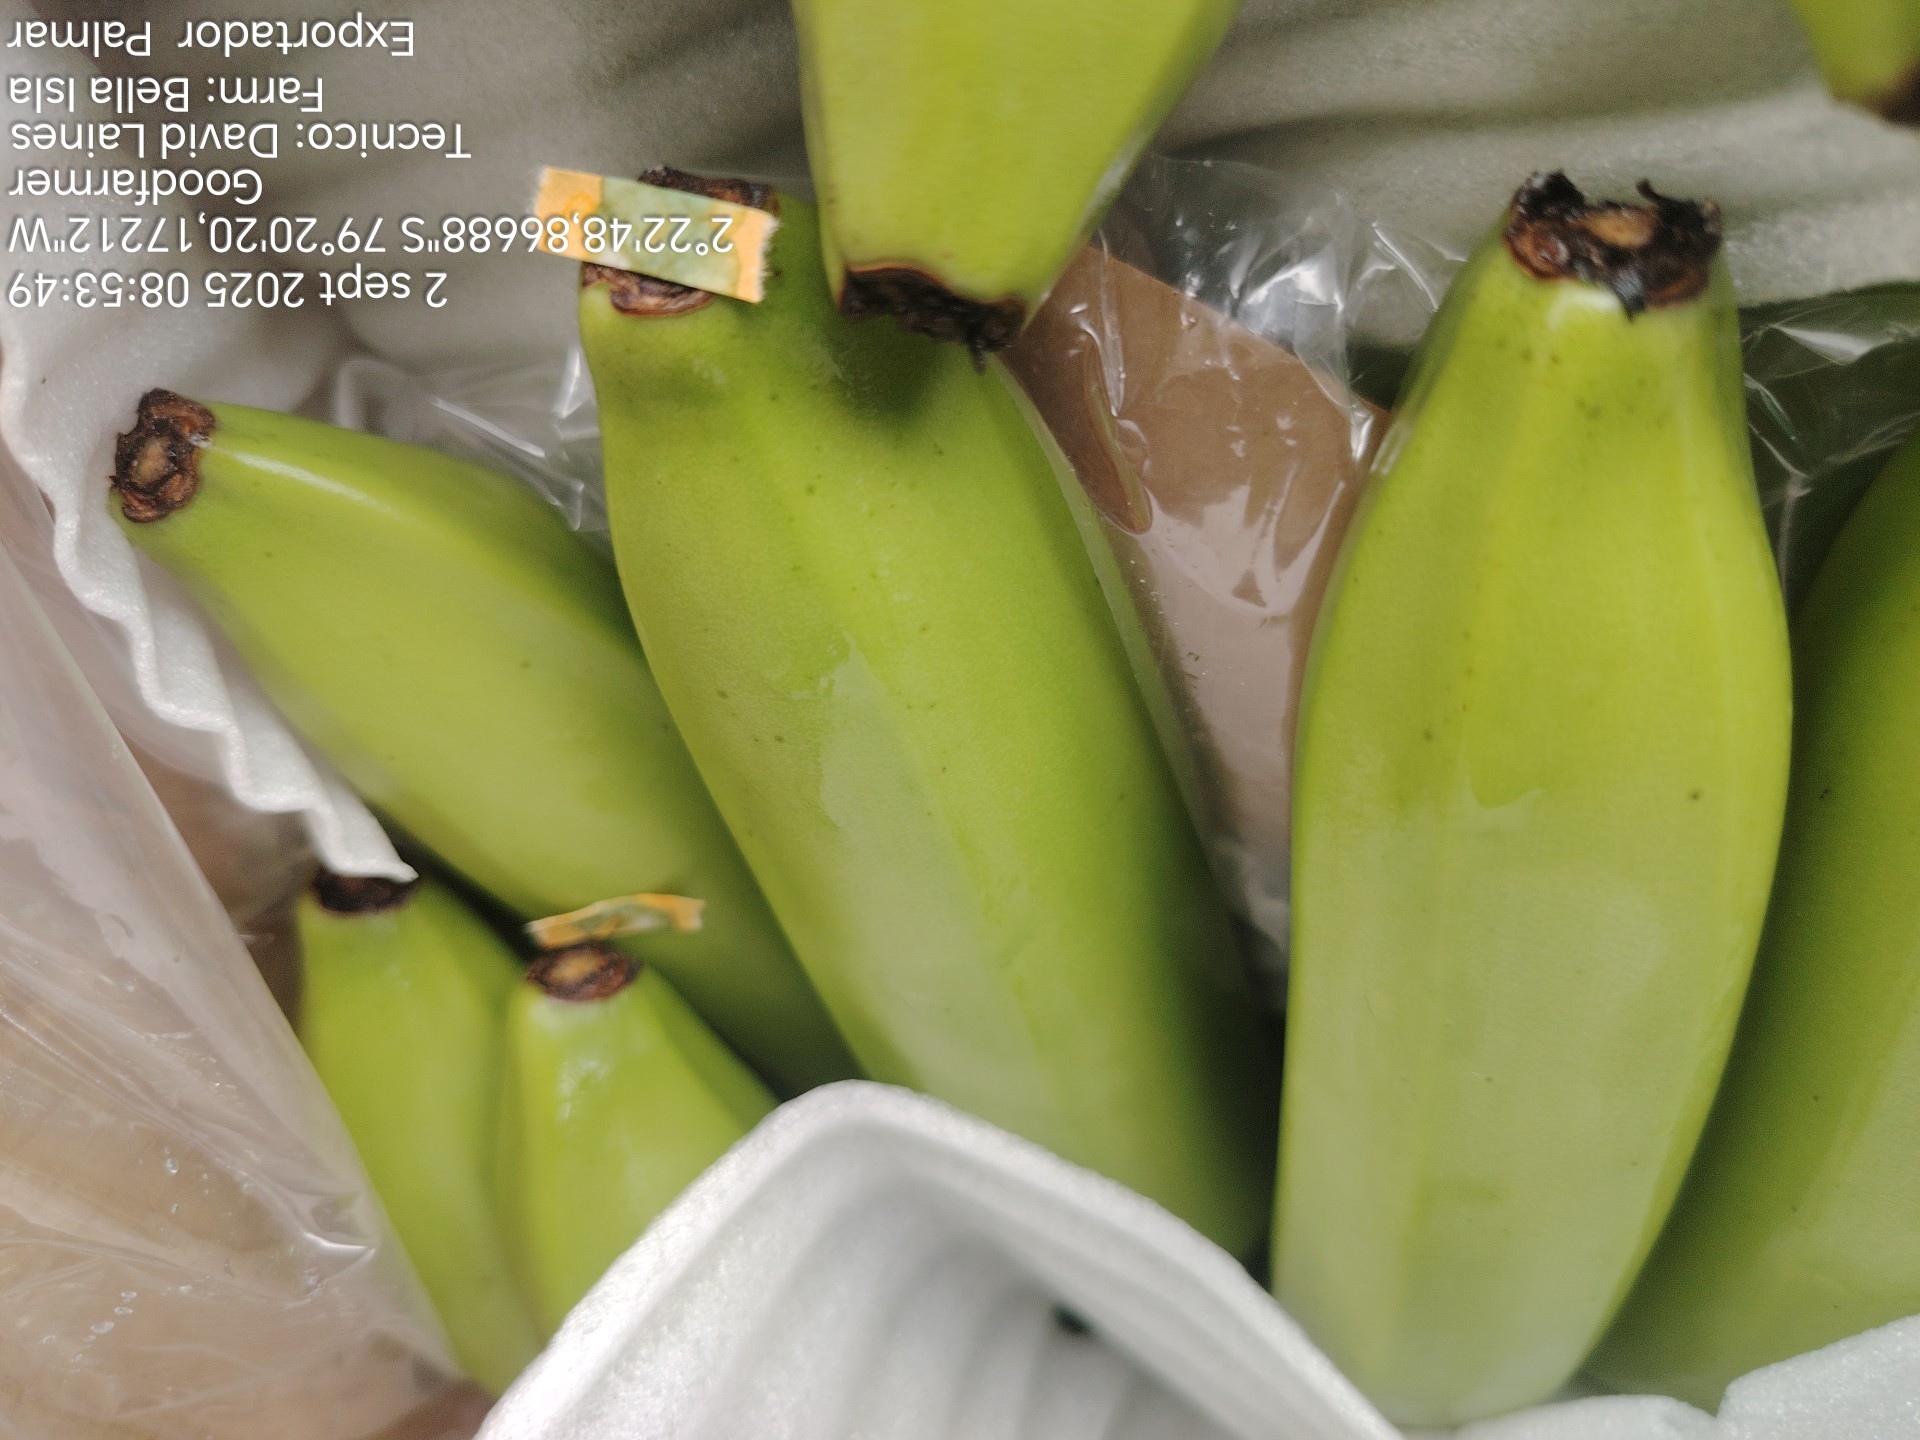 2 sept 2025 08:53:49
2°22'48,86688"S 79°20'20,17212"W
Goodfarmer
Tecnico: David Laines
Farm: Bella Isla
Exportador Palmar